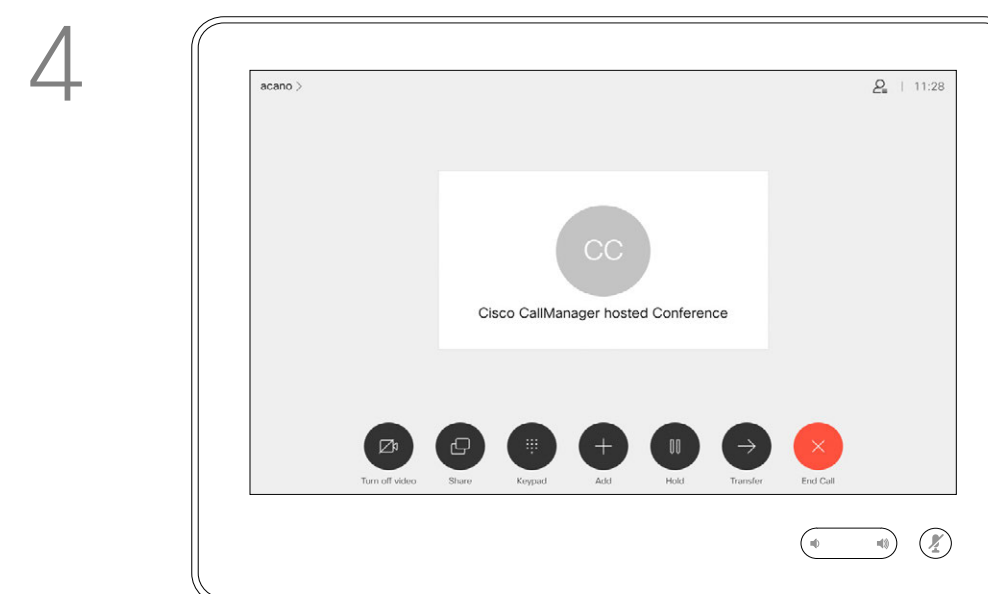 4
acano >
| 11:28
CC
Cisco CallManager hosted Conference
Turn off video Share Keypad Add Hold Transfer End Call